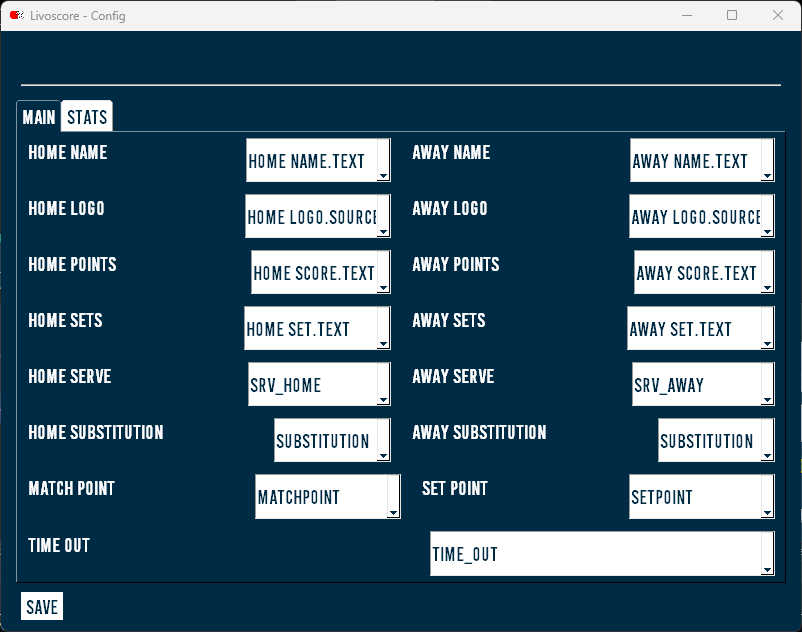 Livoscore - Config
MAIN STATS
HOME NAME HOME NAME.TEXT AWAY NAME AWAY NAME.TEXT
HOME LOGO HOME LOGO.SOURCE AWAY LOGO AWAY LOGO.SOURCE
HOME POINTS HOME SCORE.TEXT AWAY POINTS AWAY SCORE.TEXT
HOME SETS HOME SET.TEXT AWAY SETS AWAY SET.TEXT
HOME SERVE SRV_HOME AWAY SERVE SRV_AWAY
HOME SUBSTITUTION SUBSTITUTION AWAY SUBSTITUTION SUBSTITUTION
MATCH POINT MATCHPOINT SET POINT SETPOINT
TIME OUT TIME_OUT
SAVE